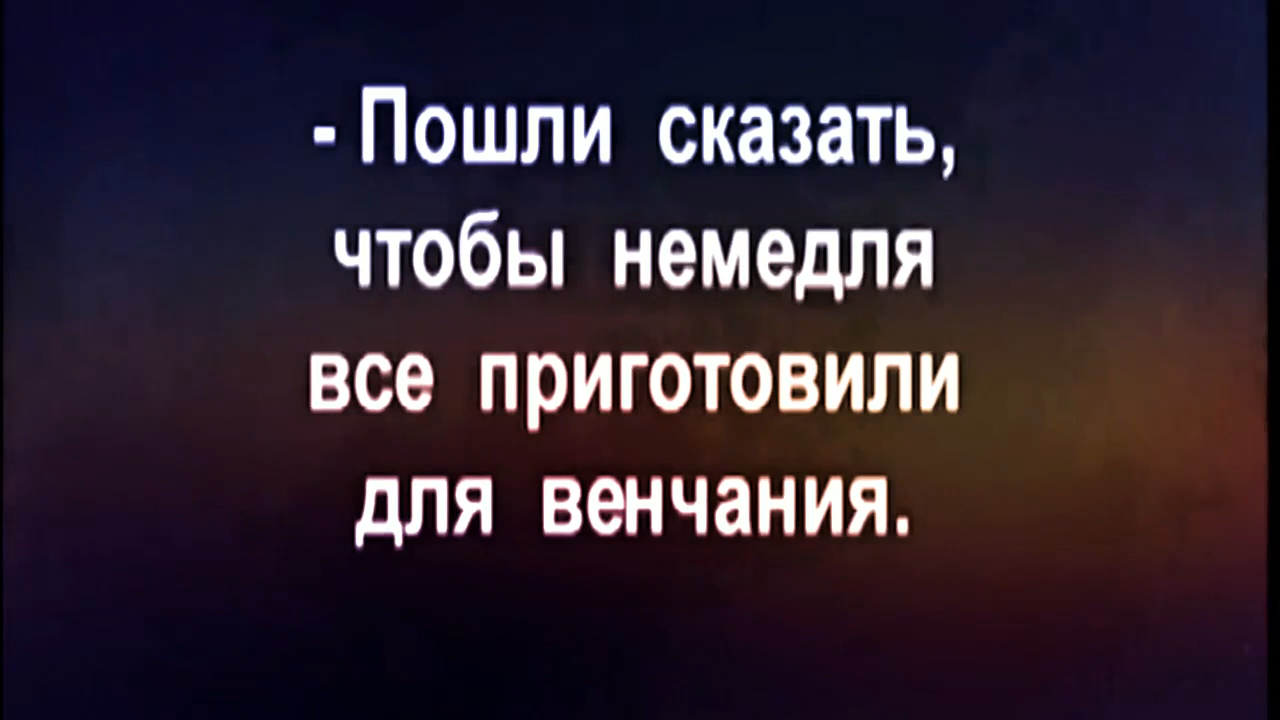 - Пошли сказать,
чтобы немедля
все приготовили
для венчания.